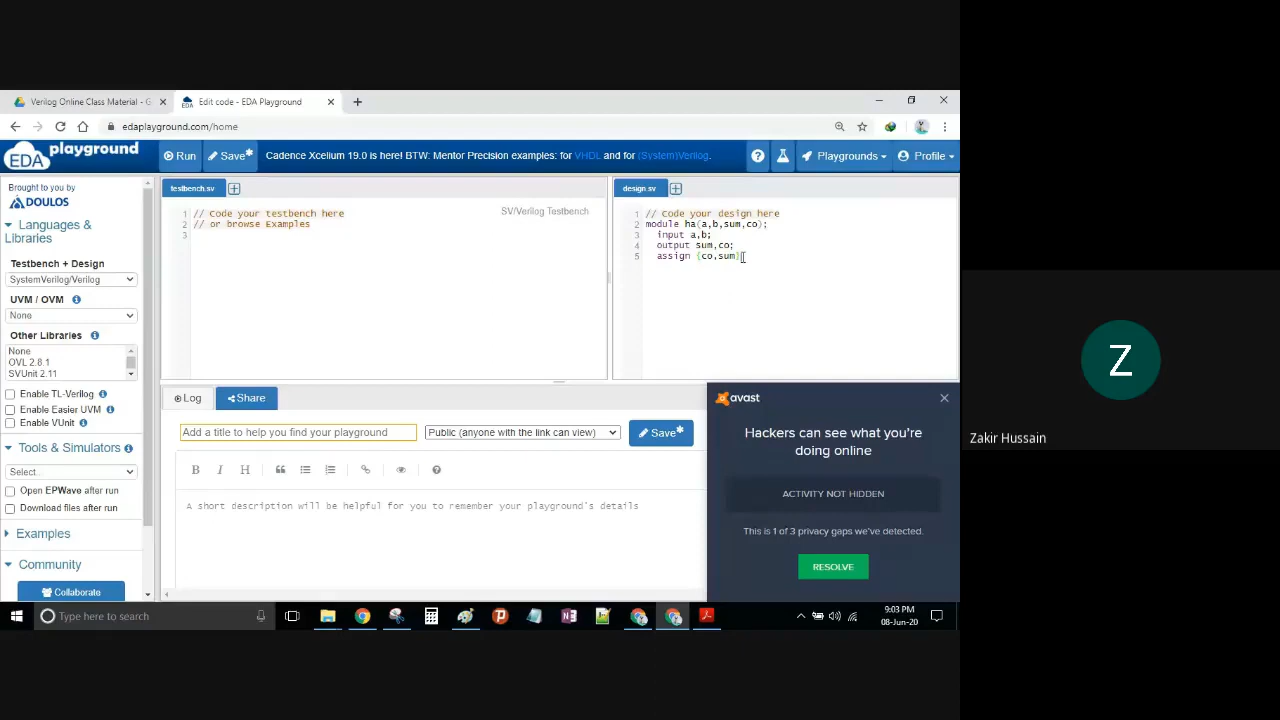 Verilog Online Class Material - G
Edit code - EDA Playground
edaplayground.com/home
EDA playground
Run
Save*
Cadence Xcelium 19.0 is here! BTW: Mentor Precision examples: for VHDL and for (System)Verilog.
Playgrounds
Profile
Brought to you by
DOULOS
Languages &
Libraries
Testbench + Design
SystemVerilog/Verilog
UVM / OVM
None
Other Libraries
None
OVL 2.8.1
SVUnit 2.11
Enable TL-Verilog
Enable Easier UVM
Enable VUnit
Tools & Simulators
Select..
Open EPWave after run
Download files after run
Examples
Community
Collaborate
testbench.sv
SV/Verilog Testbench
1 // Code your testbench here
2 // or browse Examples
3
design.sv
1 // Code your design here
2 module ha(a,b,sum,co);
3 input a,b;
4 output sum,co;
5 assign {co,sum}
Log
Share
Add a title to help you find your playground
Public (anyone with the link can view)
Save*
B I H
A short description will be helpful for you to remember your playground's details
avast
Hackers can see what you're
doing online
ACTIVITY NOT HIDDEN
This is 1 of 3 privacy gaps we've detected.
RESOLVE
Type here to search
9:03 PM
08-Jun-20
Z
Zakir Hussain